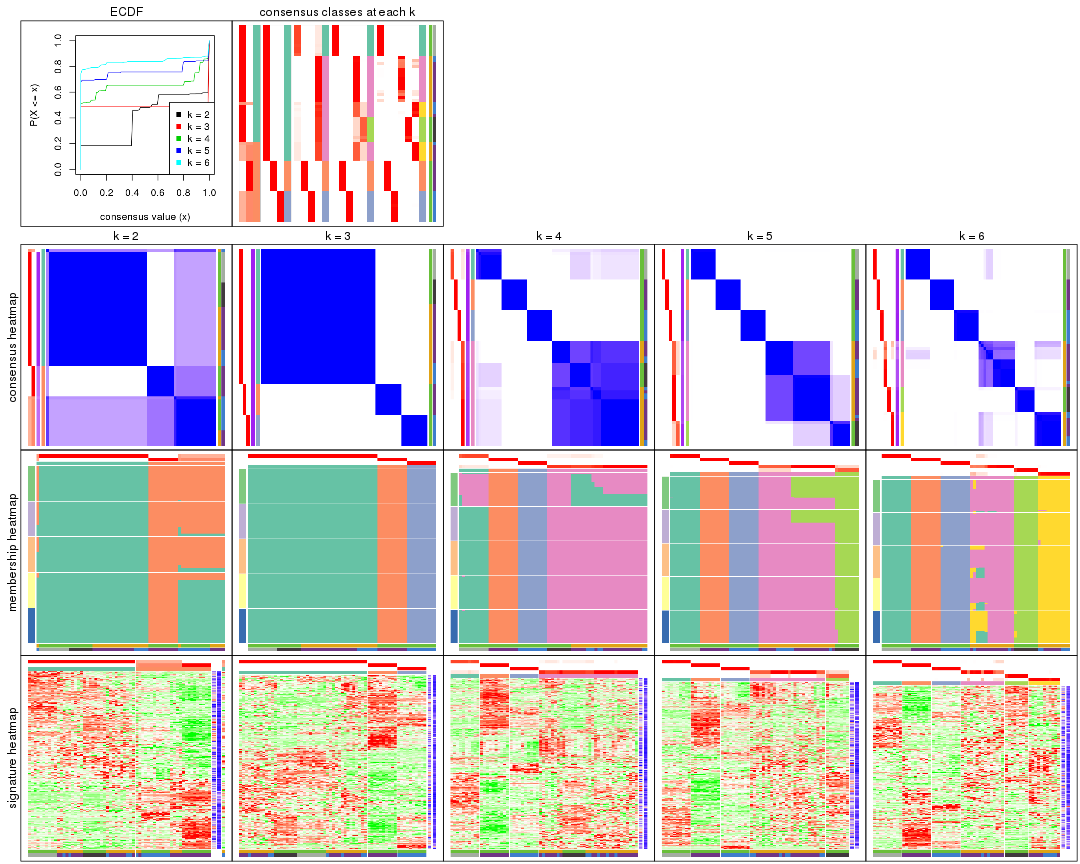 ECDF
consensus classes at each k
P(X <= x)
1.0
0.8
0.6
0.4
0.2
0.0
k = 2
k = 3
k = 4
k = 5
k = 6
0.0 0.2 0.4 0.6 0.8 1.0
consensus value (x)
k = 2 k = 3 k = 4 k = 5 k = 6
consensus heatmap
membership heatmap
signature heatmap